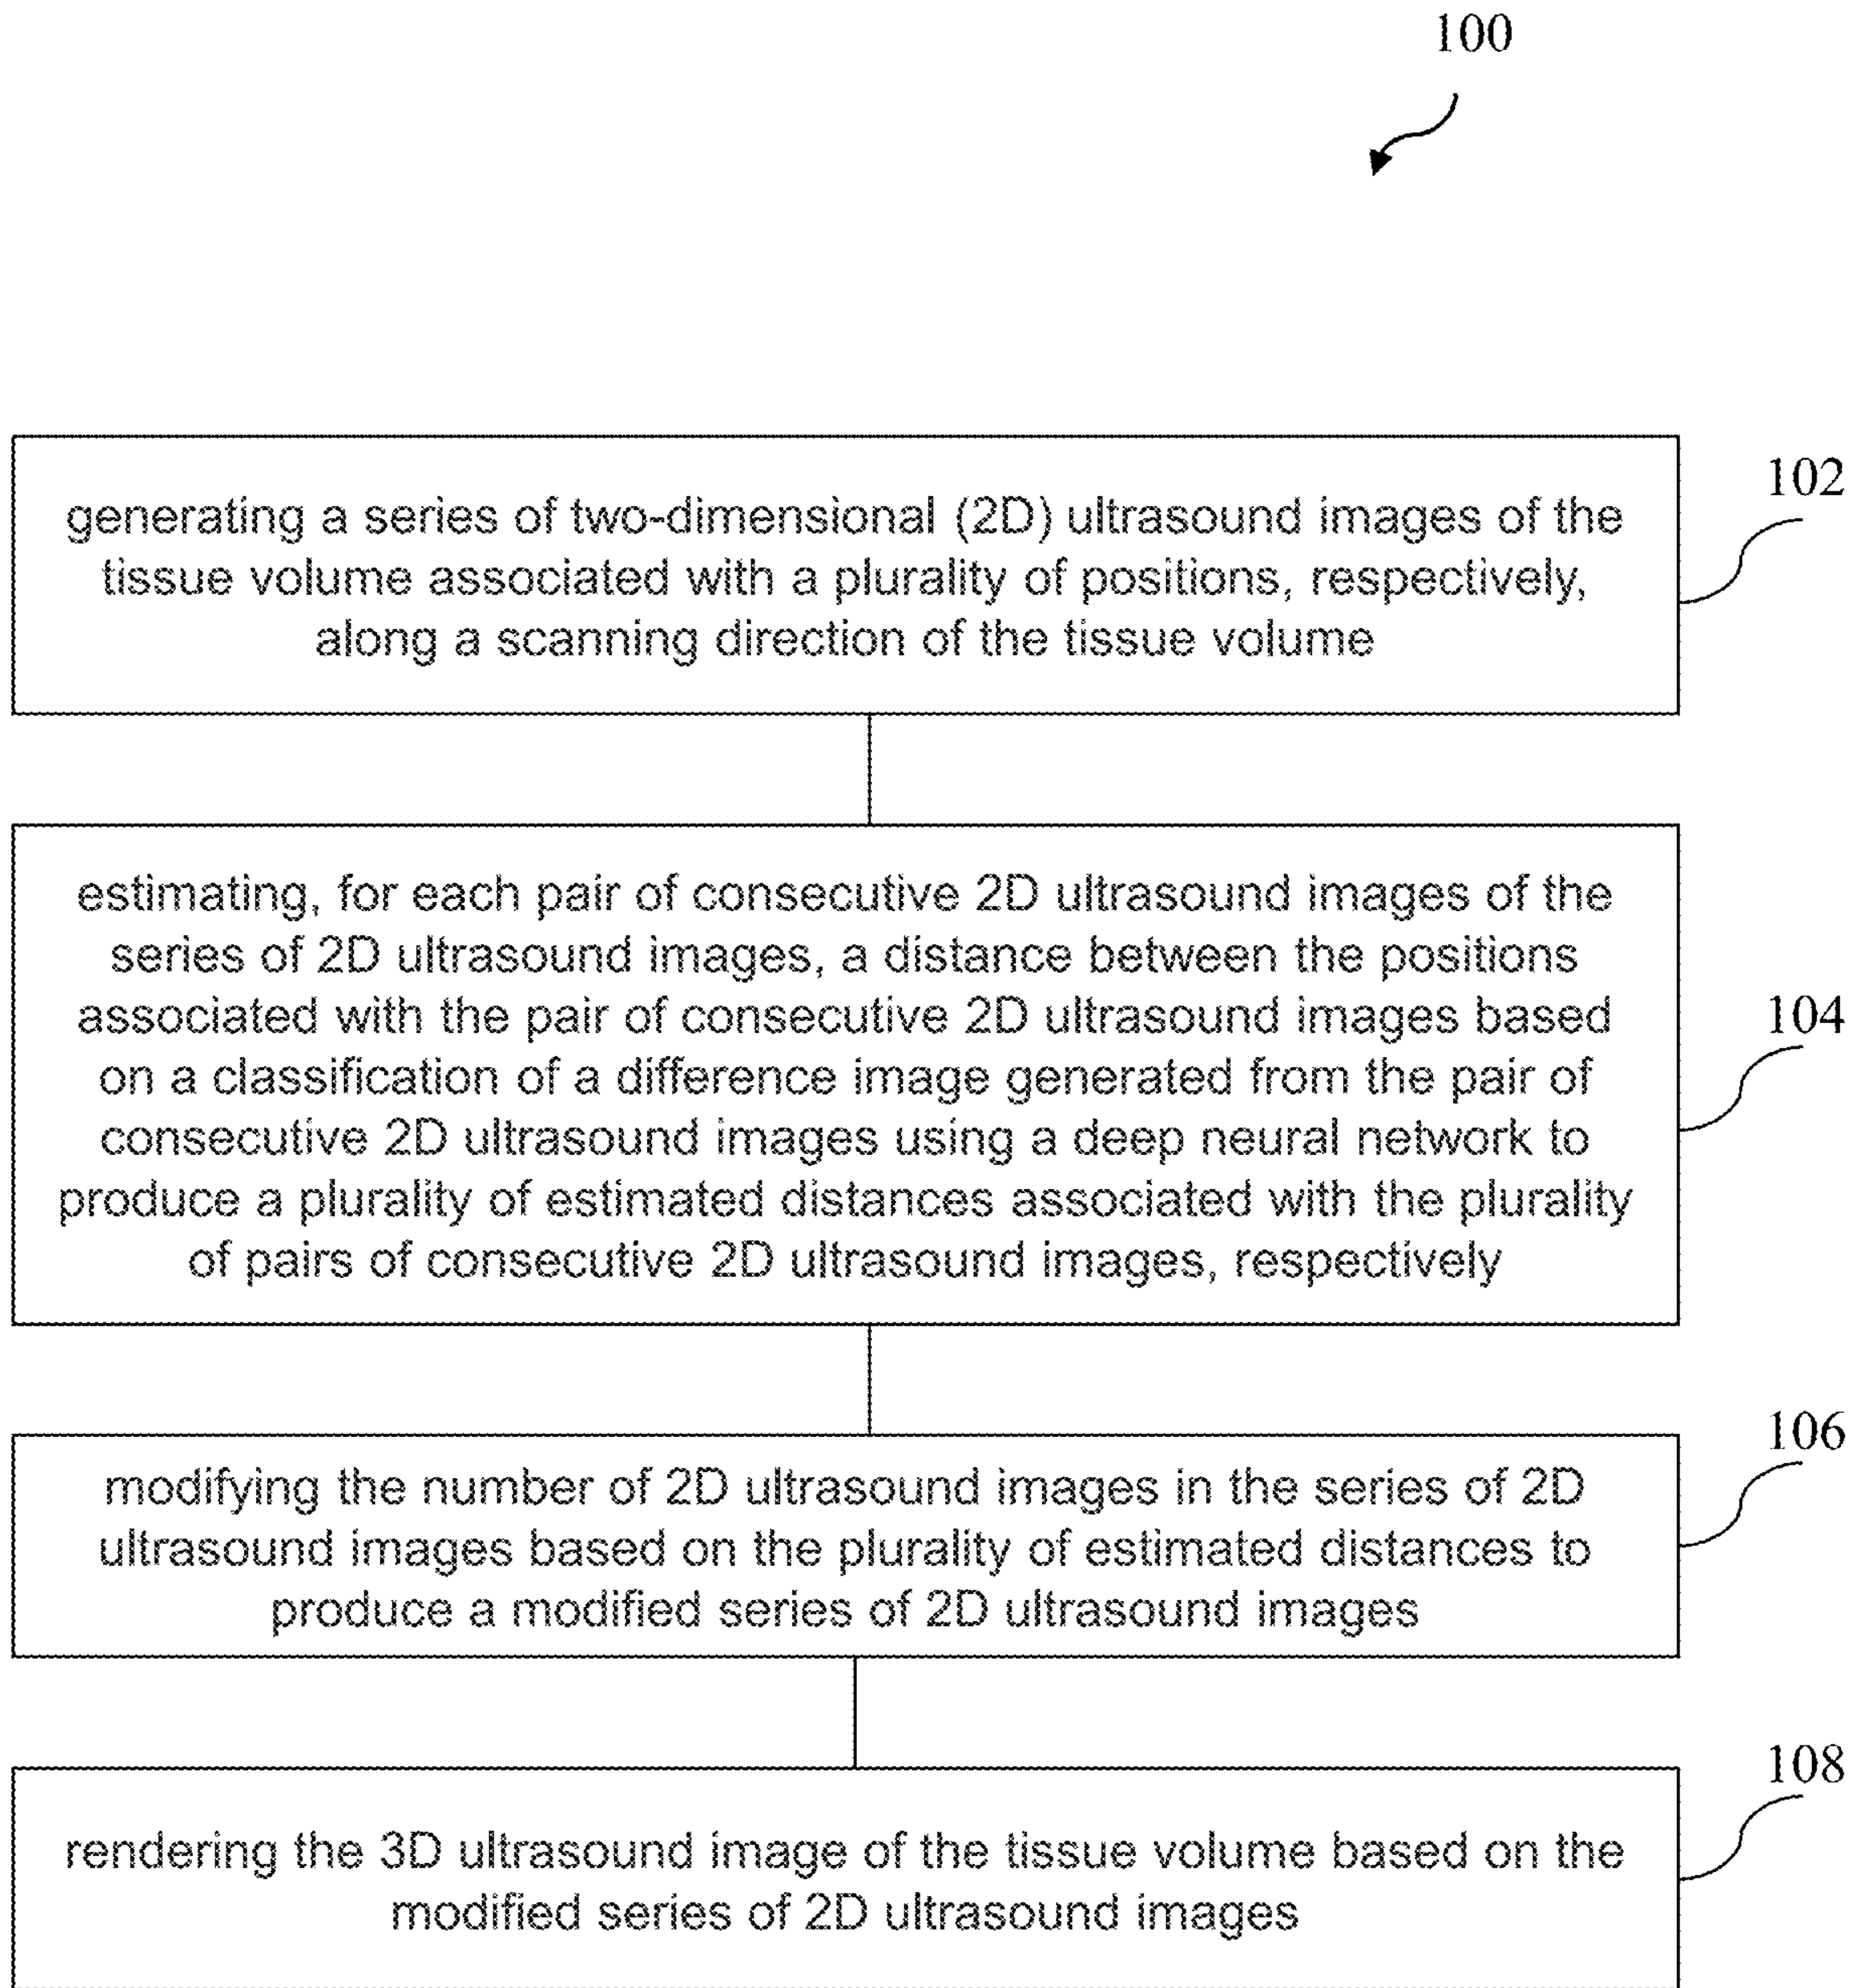 100
102
generating a series of two-dimensional (2D) ultrasound images of the
tissue volume associated with a plurality of positions, respectively,
along a scanning direction of the tissue volume
estimating, for each pair of consecutive 2D ultrasound images of the
series of 2D ultrasound images, a distance between the positions
associated with the pair of consecutive 2D ultrasound images based
on a classification of a difference image generated from the pair of
consecutive 2D ultrasound images using a deep neural network to
produce a plurality of estimated distances associated with the plurality
of pairs of consecutive 2D ultrasound images, respectively
104
modifying the number of 2D ultrasound images in the series of 2D
ultrasound images based on the plurality of estimated distances to
produce a modified series of 2D ultrasound images
106
rendering the 3D ultrasound image of the tissue volume based on the
modified series of 2D ultrasound images
108